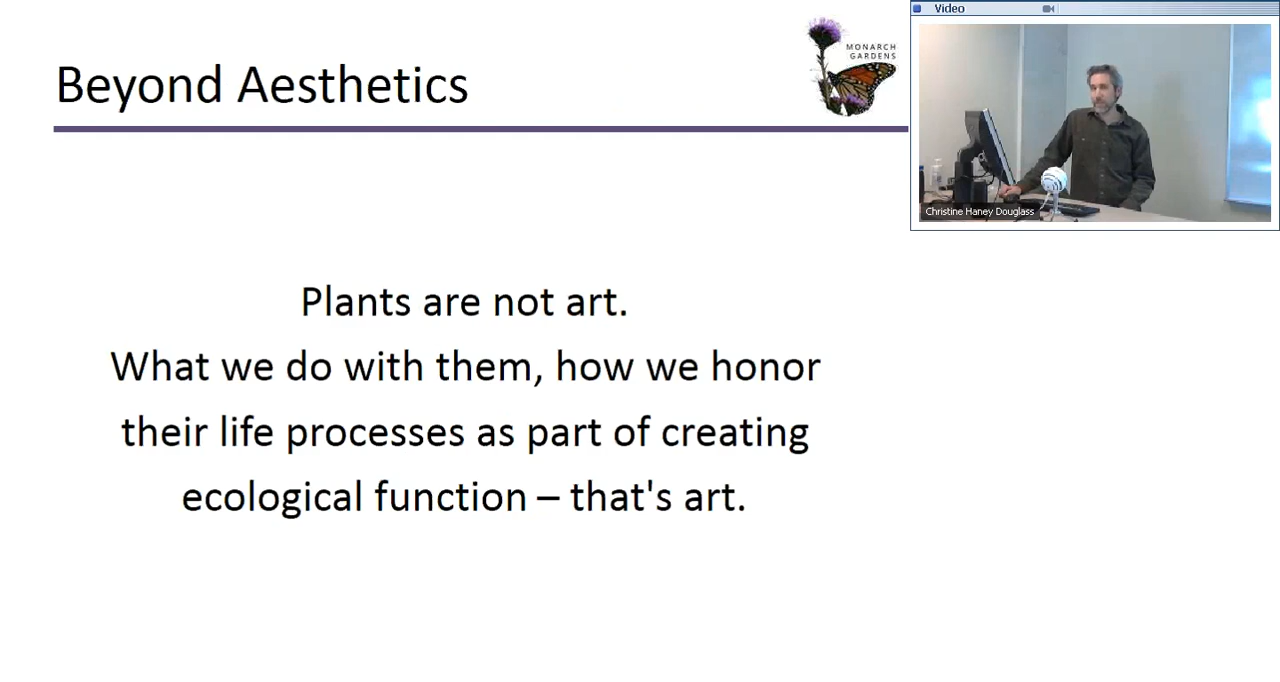 Beyond Aesthetics
MONARCH
GARDENS
Video
Christine Haney Douglass
Plants are not art.
What we do with them, how we honor
their life processes as part of creating
ecological function – that's art.